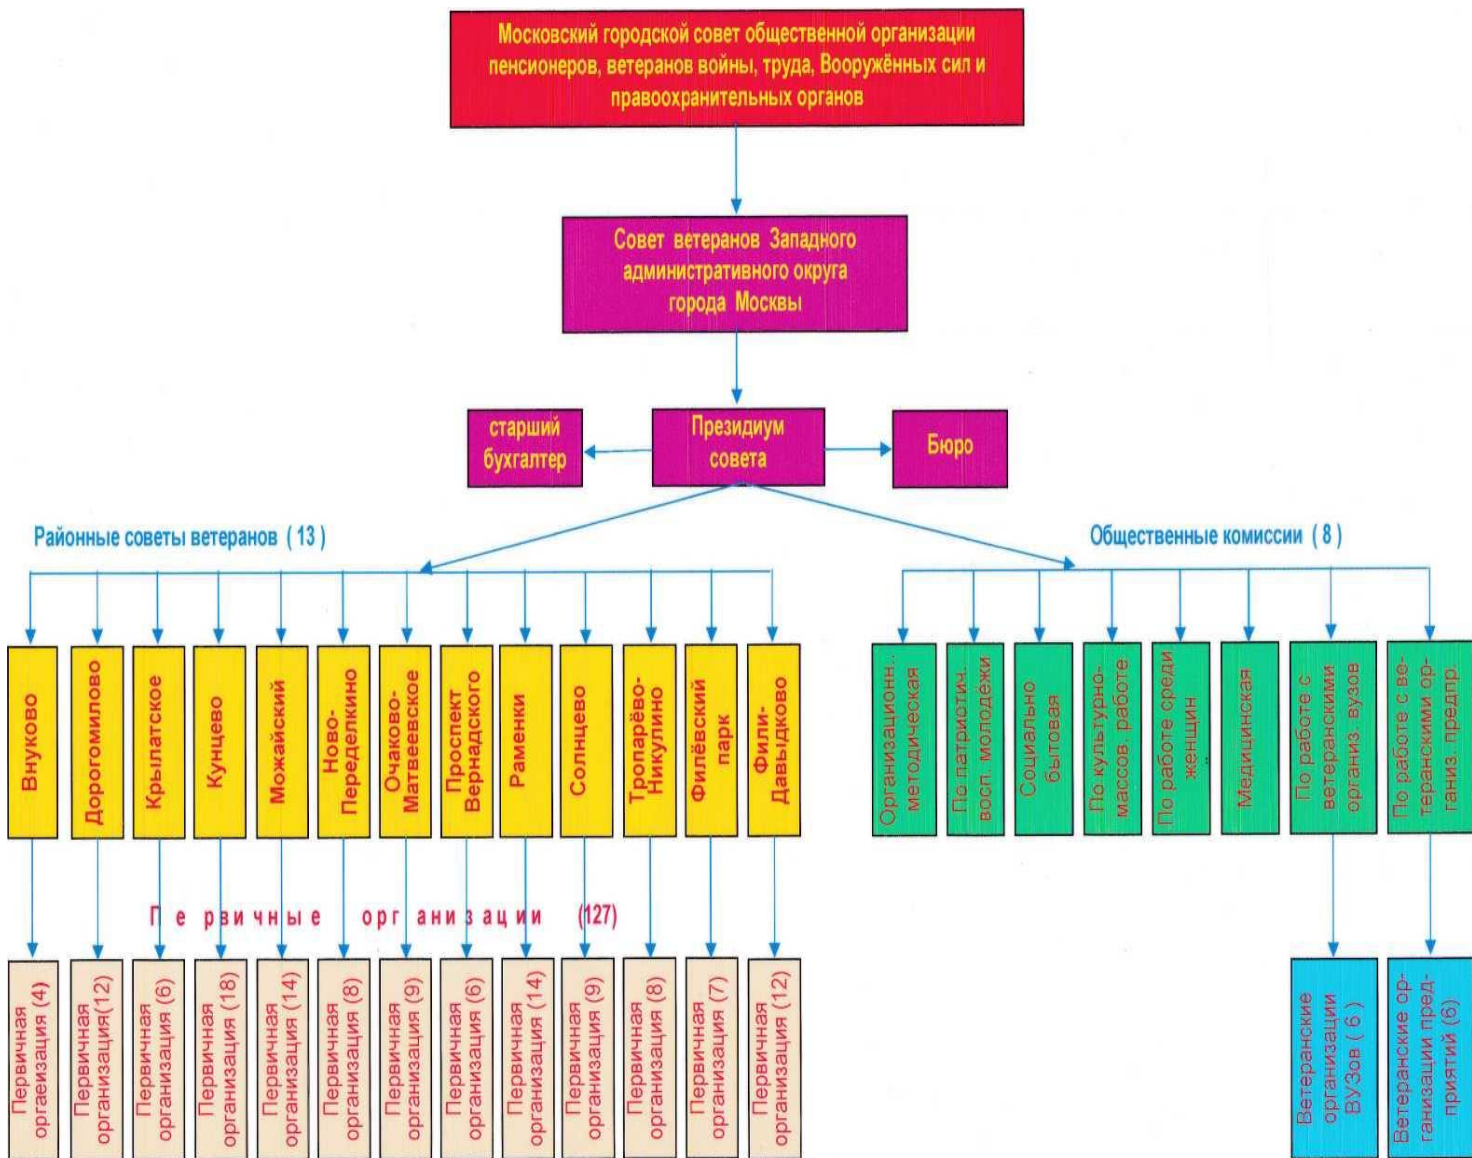 Московский городской совет общественной организации
пенсионеров, ветеранов войны, труда, Вооружённых сил и
правоохранительных органов
Совет ветеранов Западного
административного округа
города Москвы
старший
бухгалтер
Президиум
совета
Бюро
Районные советы ветеранов ( 13 )
Общественные комиссии ( 8 )
Внуково
Дорогомилово
Крылатское
Кунцево
Можайский
Ново-
Переделкино
Очаково-
Матвеевское
Проспект
Вернадского
Раменки
Солнцево
Тропарёво-
Никулино
Филёвский
парк
Фили-
Давыдково
Организационн..
методическая
По патриотич..
восп. молодёжи
Социально
бытовая
По культурно-
массов. работе
По работе среди
женщин
Медицинская
По работе с
ветеранскими
организ. вузов
По работе с ве-
теранскими ор-
ганиз. предпр.
Первичные организации (127)
Первичная
оргаеизация (4)
Первичная
организация(12)
Первичная
организация (6)
Первичная
организация (18)
Первичная
организация (14)
Первичная
организация (8)
Первичная
организация (9)
Первичная
организация (6)
Первичная
организация (14)
Первичная
организация (9)
Первичная
организация (8)
Первичная
организация (7)
Первичная
организация (12)
Ветеранские
организации
ВУЗов ( 6 )
Ветеранские ор-
ганизации пред-
приятий (6)